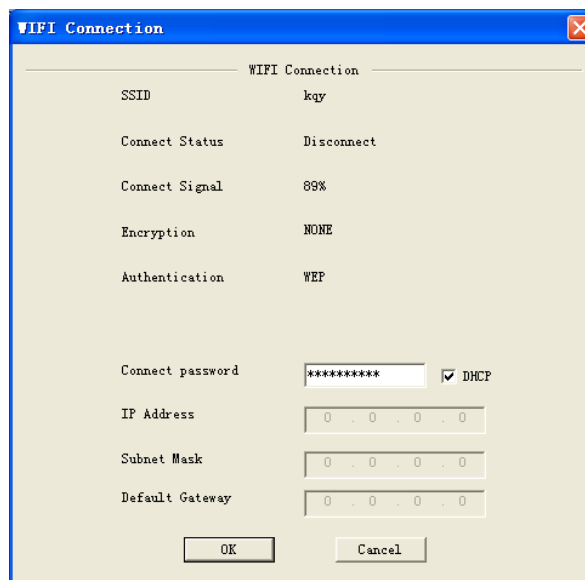 WIFI Connection
WIFI Connection
SSID kqy
Connect Status Disconnect
Connect Signal 89%
Encryption NONE
Authentication WEP
Connect password ********** DHCP
IP Address 0 . 0 . 0 . 0
Subnet Mask 0 . 0 . 0 . 0
Default Gateway 0 . 0 . 0 . 0
OK Cancel